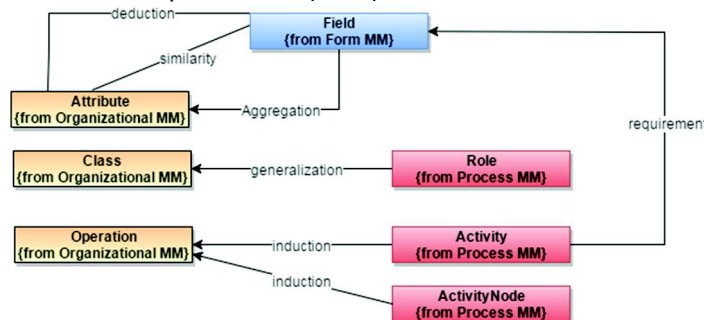 deduction
Field
{from Form MM}
similarity
Attribute
{from Organizational MM}
Aggregation
requirement
Class
{from Organizational MM}
generalization
Role
{from Process MM}
Operation
{from Organizational MM}
induction
Activity
{from Process MM}
induction
ActivityNode
{from Process MM}